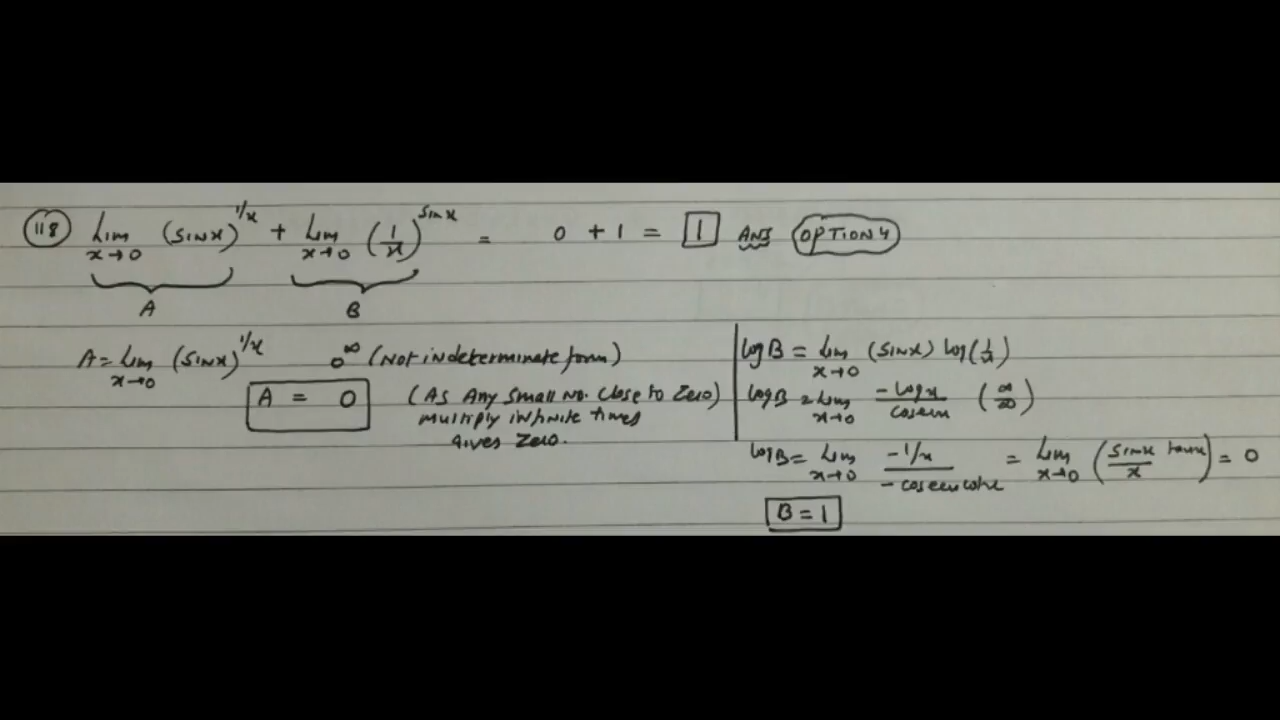 118 Lim x→0 (sinx)^1/x + Lim x→0 (1/x)^sinx = 0 + 1 = 1 ANS OPTION 4
A B
A = Lim x→0 (sinx)^1/x 0^∞ (Not indeterminate form)
A = 0 (As Any Small No. close to zero)
multiply infinite times
gives zero.
log B = Lim x→0 (sinx) log(1/x)
log B = Lim x→0 -logx/cosecx (∞/∞)
log B = Lim x→0 -1/x/-cosecx cotx = Lim x→0 (sinx tanx/x) = 0
B = 1